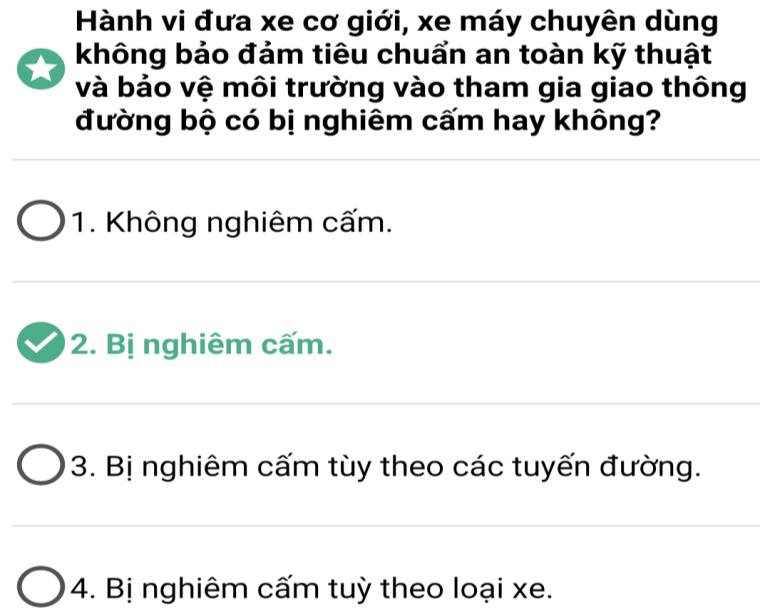 Hành vi đưa xe cơ giới, xe máy chuyên dùng
không bảo đảm tiêu chuẩn an toàn kỹ thuật
và bảo vệ môi trường vào tham gia giao thông
đường bộ có bị nghiêm cấm hay không?
1. Không nghiêm cấm.
2. Bị nghiêm cấm.
3. Bị nghiêm cấm tùy theo các tuyến đường.
4. Bị nghiêm cấm tuỳ theo loại xe.